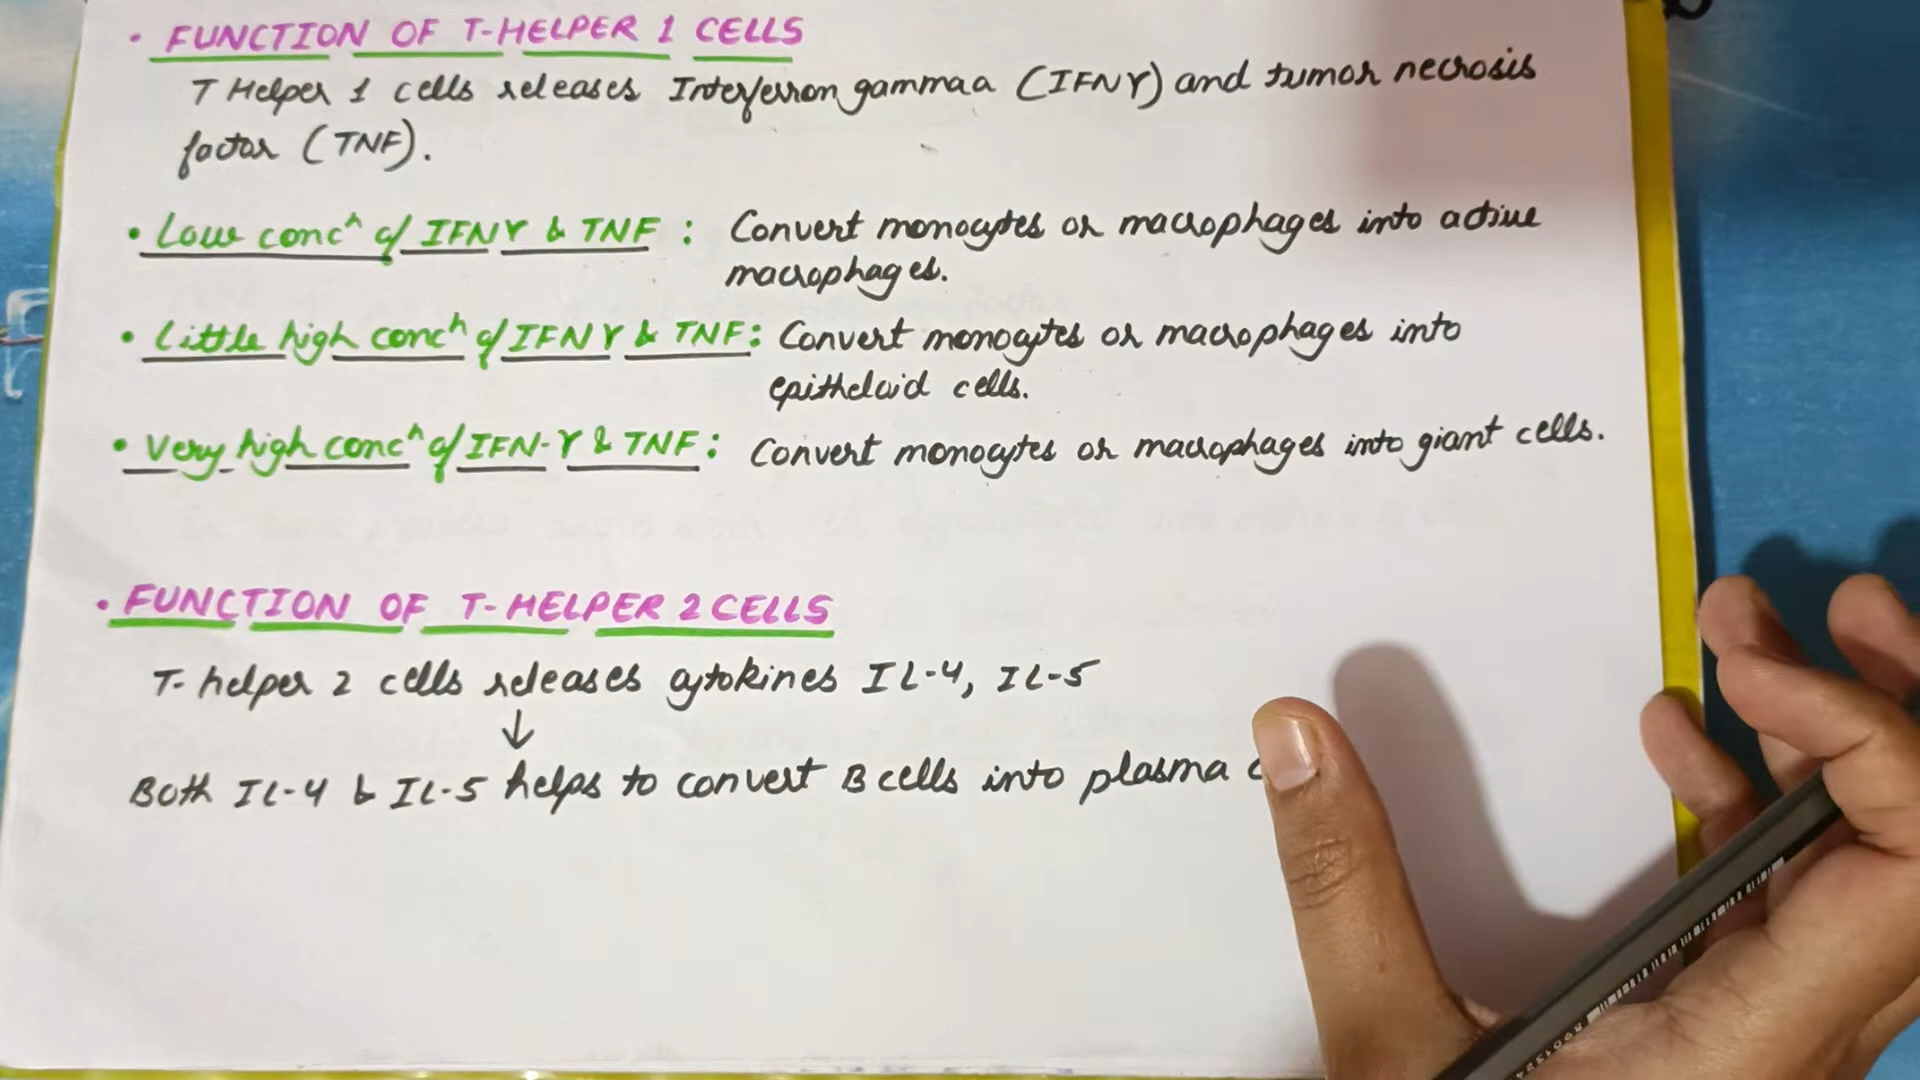 • FUNCTION OF T-HELPER 1 CELLS
T Helper 1 cells releases Interferron gammaa (IFNγ) and tumor necrosis
factor (TNF).
• Low concⁿ of IFNγ & TNF : Convert monocytes or macrophages into active
macrophages.
• Little high concⁿ of IFNγ & TNF: Convert monocytes or macrophages into
epitheloid cells.
• Very high concⁿ of IFN-γ & TNF: Convert monocytes or macrophages into giant cells.
• FUNCTION OF T-HELPER 2 CELLS
T-helper 2 cells releases cytokines IL-4, IL-5
↓
Both IL-4 & IL-5 helps to convert B cells into plasma c